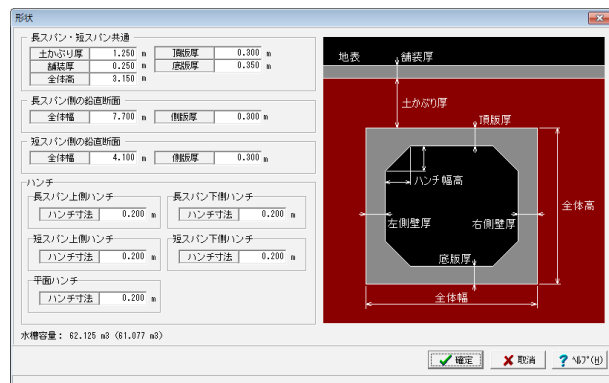 形状
長スパン・短スパン共通
土かぶり厚 1.250 m 頂版厚 0.300 m
舗装厚 0.250 m 底版厚 0.350 m
全体高 3.150 m
長スパン側の鉛直断面
全体幅 7.700 m 側版厚 0.300 m
短スパン側の鉛直断面
全体幅 4.100 m 側版厚 0.300 m
ハンチ
長スパン上側ハンチ 長スパン下側ハンチ
ハンチ寸法 0.200 m ハンチ寸法 0.200 m
短スパン上側ハンチ 短スパン下側ハンチ
ハンチ寸法 0.200 m ハンチ寸法 0.200 m
平面ハンチ
ハンチ寸法 0.200 m
水槽容量： 62.125 m3 (61.077 m3)
地表 舗装厚
土かぶり厚
頂版厚
ハンチ幅高
全体高
左側壁厚 右側壁厚
底版厚
全体幅
確定 取消 ヘルプ(H)